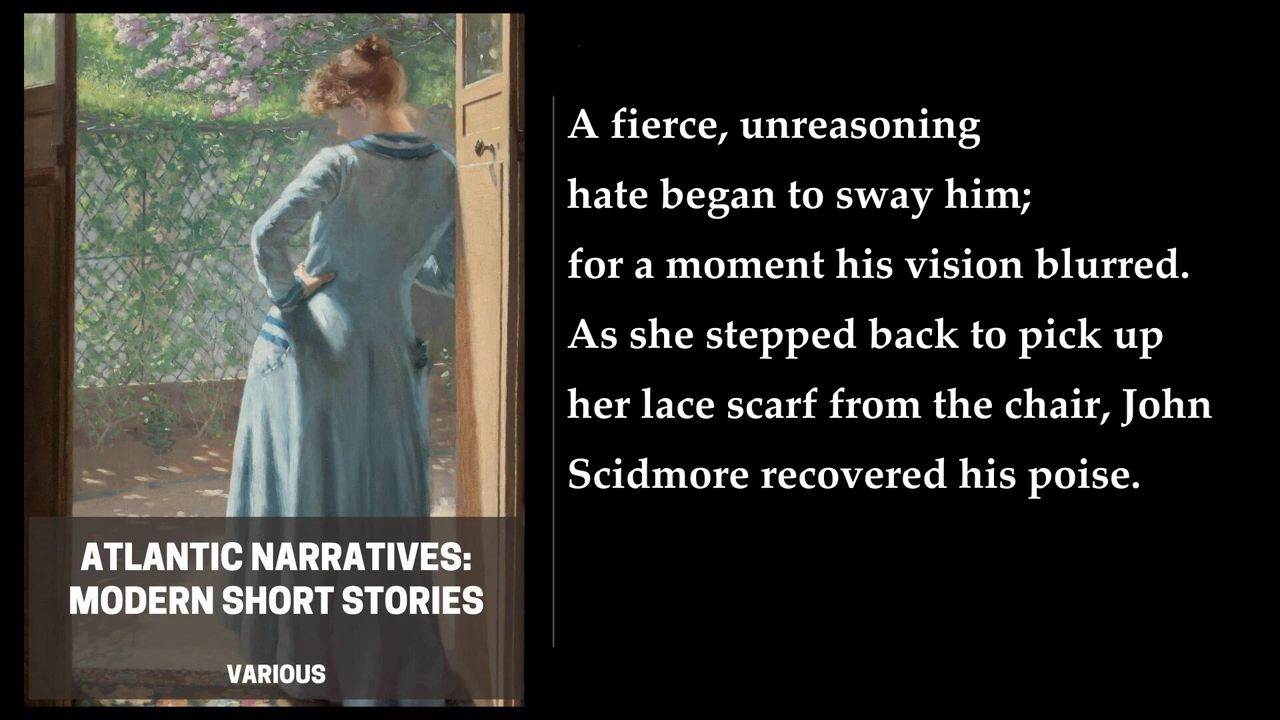 A fierce, unreasoning
hate began to sway him;
for a moment his vision blurred.
As she stepped back to pick up
her lace scarf from the chair, John
Scidmore recovered his poise.
ATLANTIC NARRATIVES:
MODERN SHORT STORIES
VARIOUS